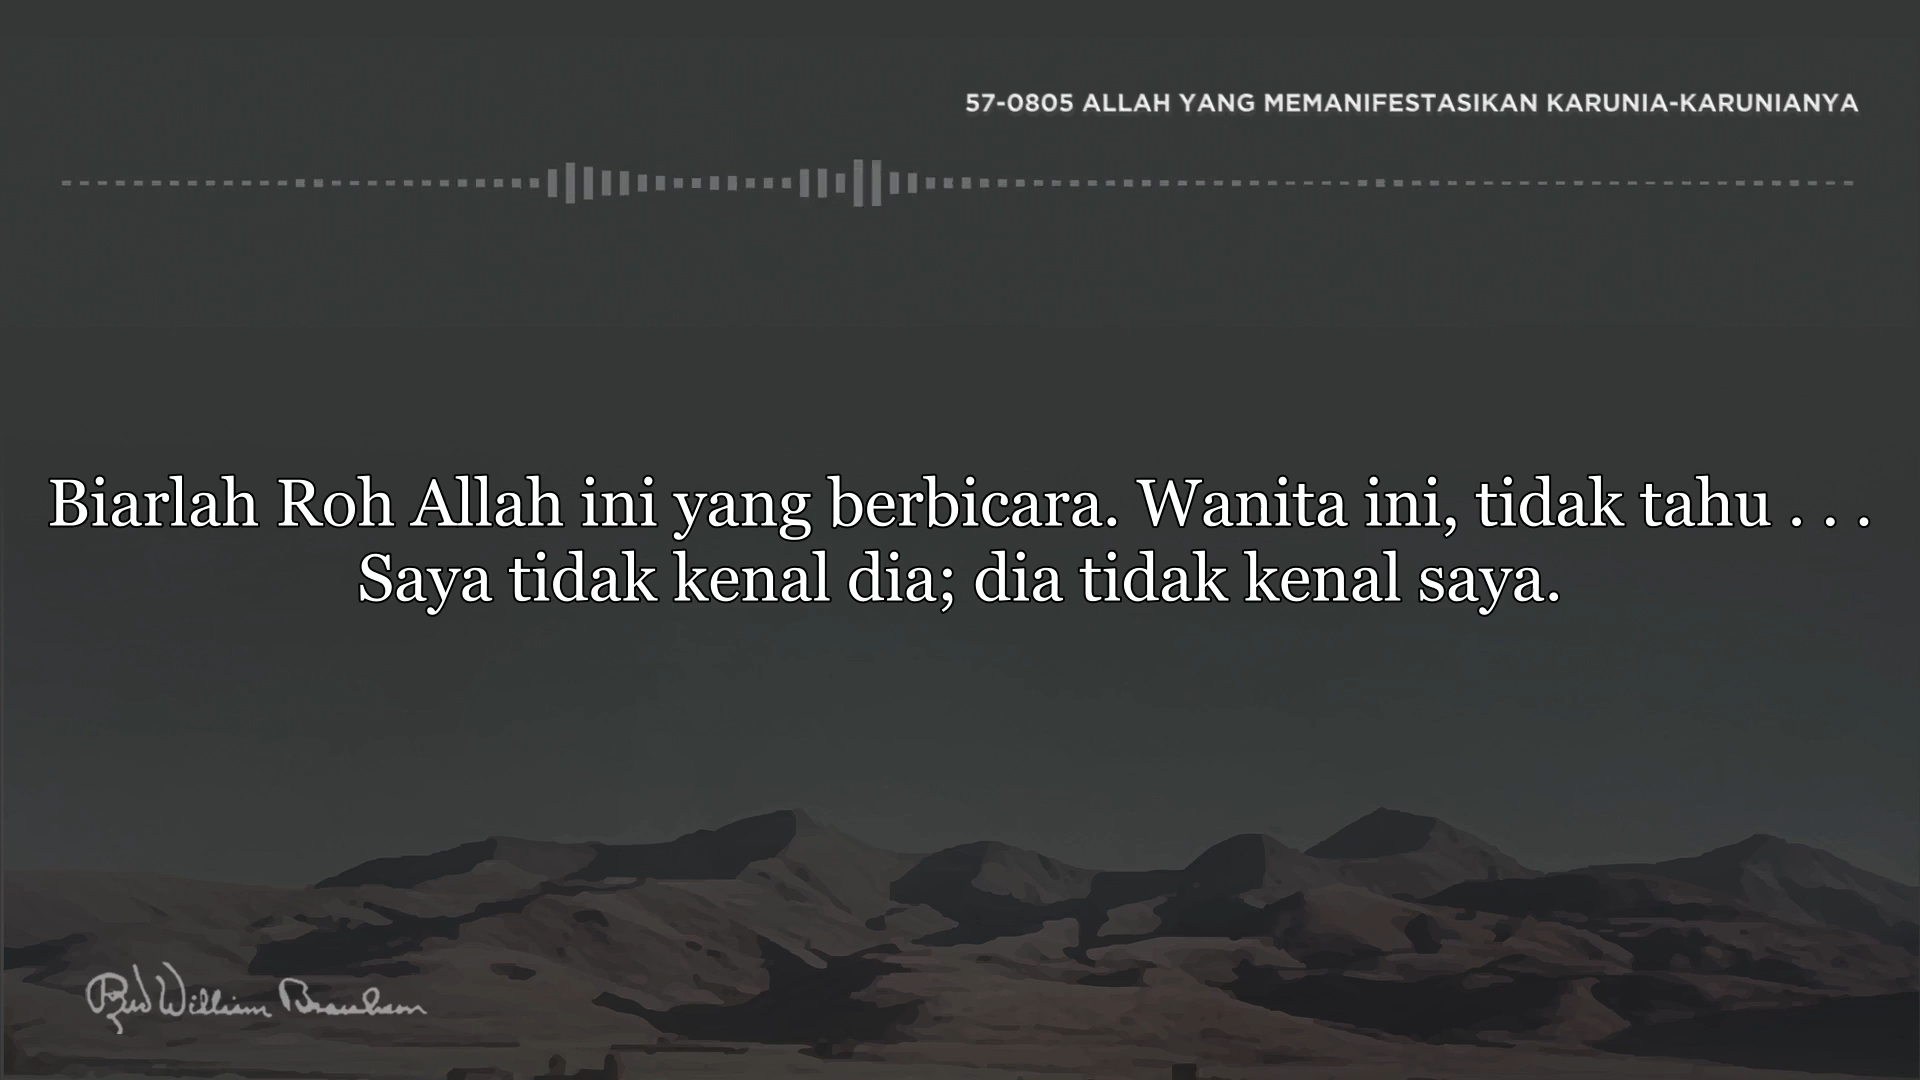 57-0805 ALLAH YANG MEMANIFESTASIKAN KARUNIA-KARUNIANYA
Biarlah Roh Allah ini yang berbicara. Wanita ini, tidak tahu . . .
Saya tidak kenal dia; dia tidak kenal saya.
Rev William Branham